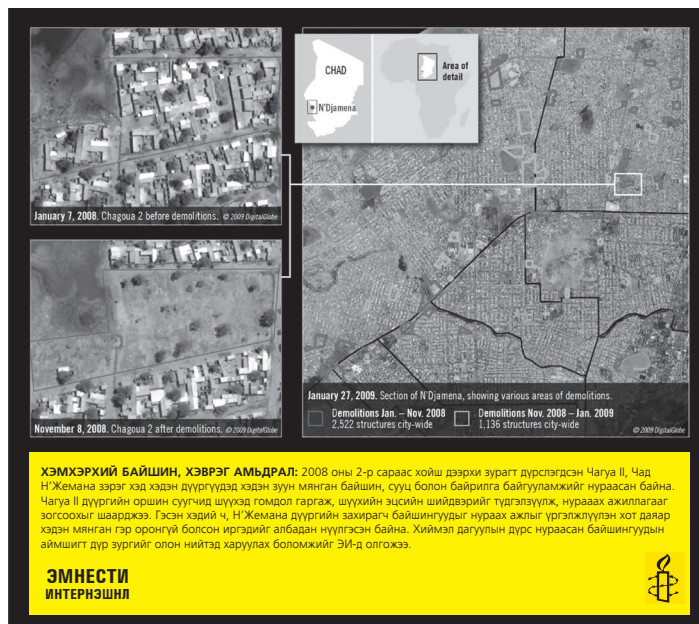 CHAD
N'Djamena
Area of
detail
January 7, 2008. Chagoua 2 before demolitions. © 2009 DigitalGlobe
November 8, 2008. Chagoua 2 after demolitions. © 2009 DigitalGlobe
January 27, 2009. Section of N'Djamena, showing various areas of demolitions.
Demolitions Jan. – Nov. 2008
2,522 structures city-wide
Demolitions Nov. 2008 – Jan. 2009
1,136 structures city-wide
© 2009 DigitalGlobe
ХЭМХЭРХИЙ БАЙШИН, ХЭВРЭГ АМЬДРАЛ: 2008 оны 2-р сараас хойш дээрхи зурагт дүрслэгдсэн Чагуа II, Чад
Н'Жемана зэрэг хэд хэдэн дүүргүүдэд хэдэн зуун мянган байшин, сууц болон байрилга байгууламжийг нураасан байна.
Чагуа II дүүргийн оршин суугчид шүүхэд гомдол гаргаж, шүүхийн эцсийн шийдвэрийг түдгэлзүүлж, нурааах ажиллагааг
зогсоохыг шаарджээ. Гэсэн хэдий ч, Н'Жемана дүүргийн захирагч байшингуудыг нураах ажлыг үргэлжлүүлэн хот даяар
хэдэн мянган гэр оронгүй болсон иргэдийг албадан нүүлгэсэн байна. Хиймэл дагуулын дүрс нураасан байшингуудын
аймшигт дүр зургийг олон нийтэд харуулах боломжийг ЭИ-д олгожээ.
ЭМНЕСТИ
ИНТЕРНЭШНЛ